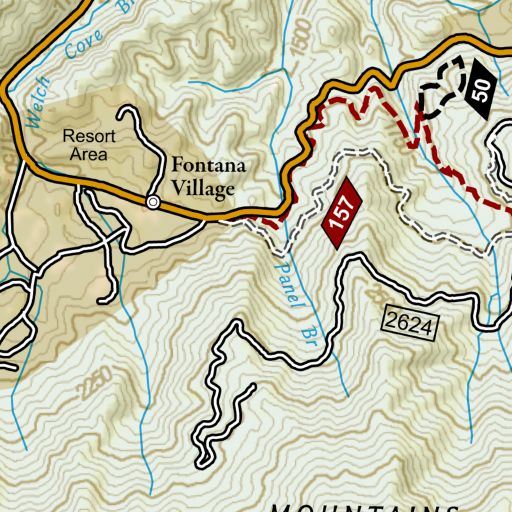 Welch Cove Br
1500
50
Resort
Area
Fontana
Village
157
Panel Br
2624
2250
MOUNTAINS